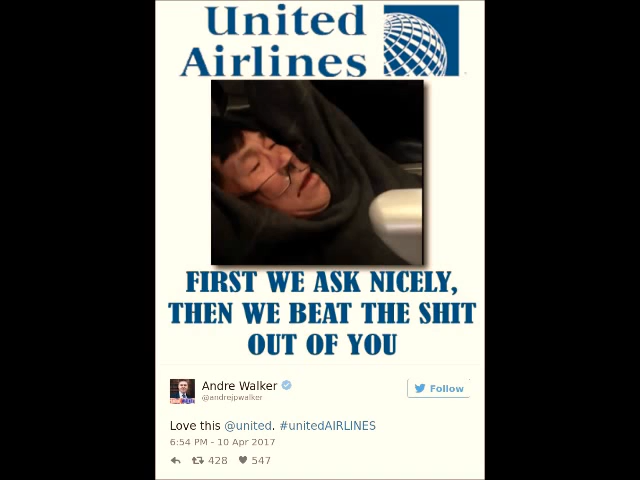 United
Airlines
FIRST WE ASK NICELY,
THEN WE BEAT THE SHIT
OUT OF YOU
Andre Walker
@andrejpwalker
Follow
Love this @united. #unitedAIRLINES
6:54 PM - 10 Apr 2017
428 547